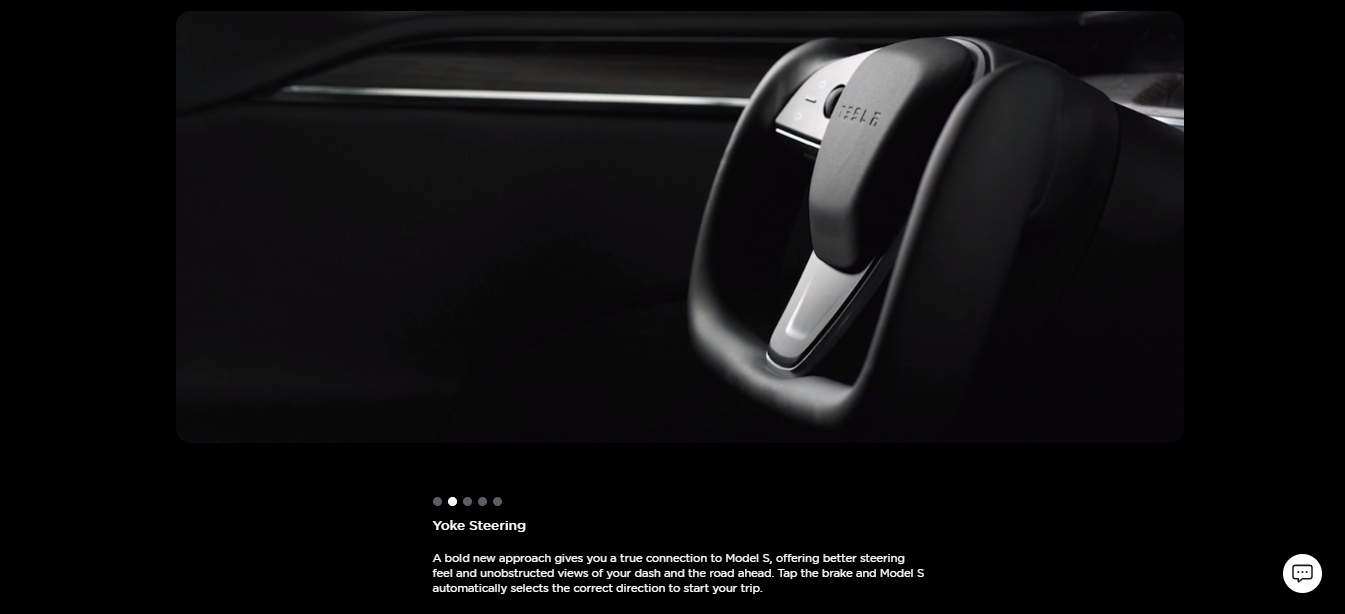 TESLA
Yoke Steering
A bold new approach gives you a true connection to Model S, offering better steering
feel and unobstructed views of your dash and the road ahead. Tap the brake and Model S
automatically selects the correct direction to start your trip.